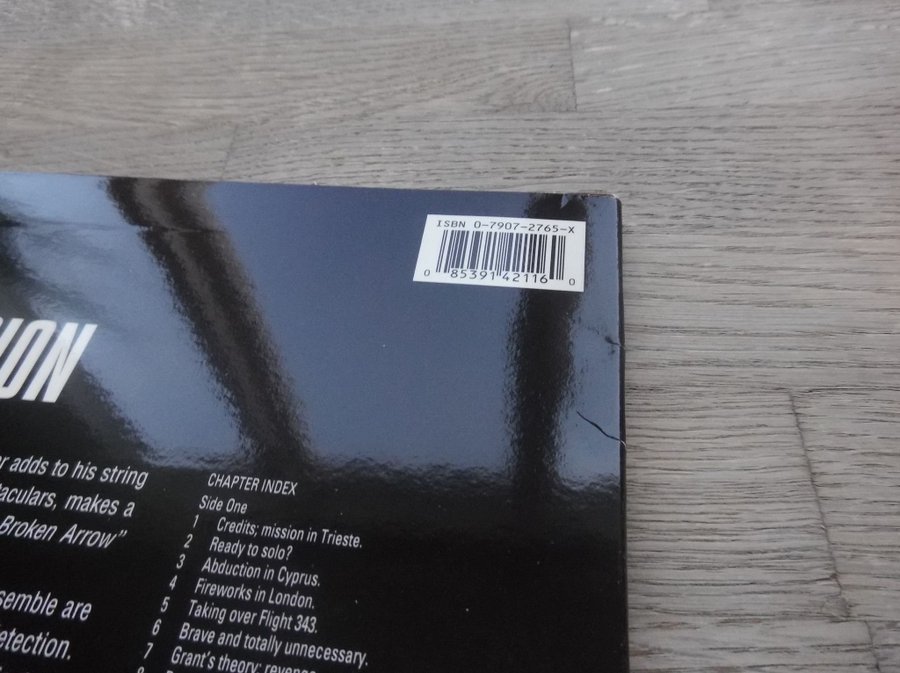 ISBN 0-7907-2765-X
0 85391 42116 0
ION
r adds to his string
taculars, makes a
Broken Arrow"
semble are
etection.
CHAPTER INDEX
Side One
1 Credits; mission in Trieste.
2 Ready to solo?
3 Abduction in Cyprus.
4 Fireworks in London.
5 Taking over Flight 343.
6 Brave and totally unnecessary.
7 Grant's theory: revenge